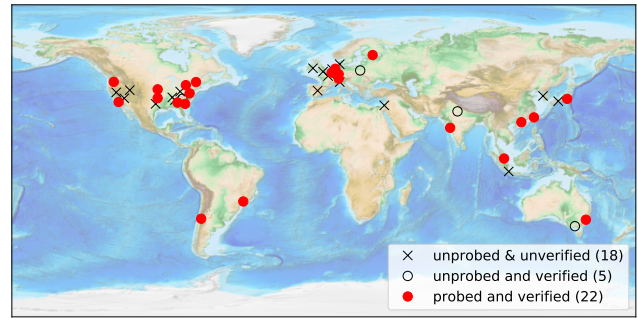 unprobed & unverified (18)
unprobed and verified (5)
probed and verified (22)